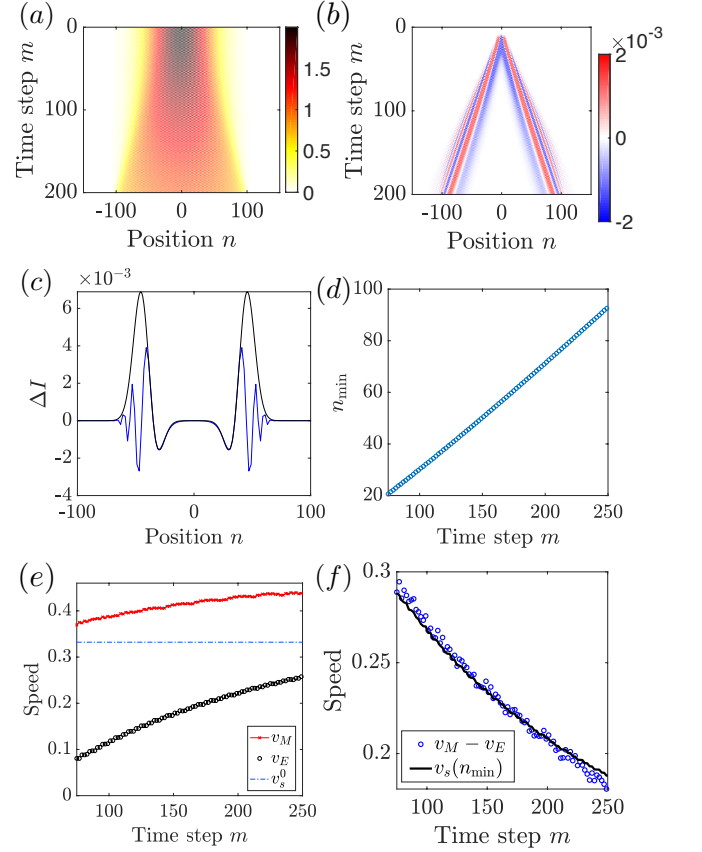 (a)
0
100
200
Time step m
-100 0 100
Position n
1.5
1
0.5
0
(b)
0
100
200
Time step m
-100 0 100
Position n
×10⁻³
2
0
-2
(c)
×10⁻³
6
4
2
0
-2
-4
ΔI
-100 -50 0 50 100
Position n
(d)
100
80
60
40
20
n_min
100 150 200 250
Time step m
(e)
0.4
0.3
0.2
0.1
0
Speed
v_M
v_E
v_s^0
100 150 200 250
Time step m
(f)
0.3
0.25
0.2
Speed
v_M − v_E
v_s(n_min)
100 150 200 250
Time step m